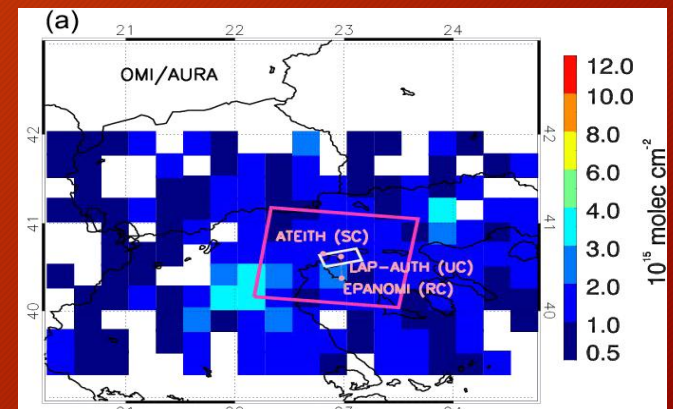 (a)
21 22 23 24
OMI/AURA
42 42
41 41
40 40
ATEITH (SC)
LAP-AUTH (UC)
EPANOMI (RC)
12.0
10.0
8.0
6.0
4.0
3.0
2.0
1.0
0.5
10¹⁵ molec cm⁻²